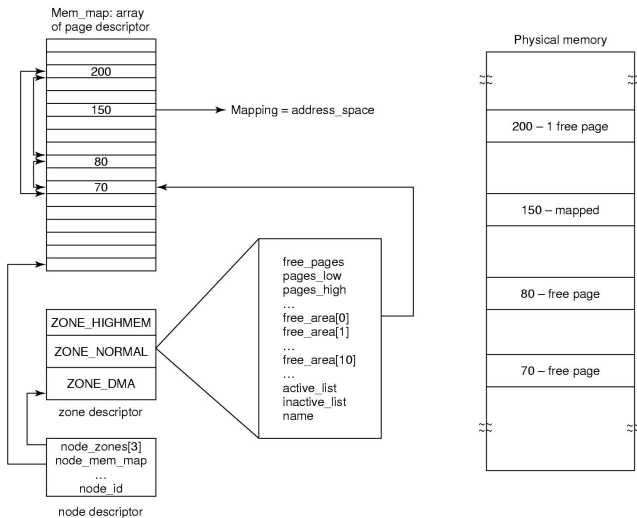 Mem_map: array
of page descriptor
200
150
80
70
Mapping = address_space
free_pages
pages_low
pages_high
...
free_area[0]
free_area[1]
...
free_area[10]
...
active_list
inactive_list
name
ZONE_HIGHMEM
ZONE_NORMAL
ZONE_DMA
zone descriptor
node_zones[3]
node_mem_map
...
node_id
node descriptor
Physical memory
200 – 1 free page
150 – mapped
80 – free page
70 – free page